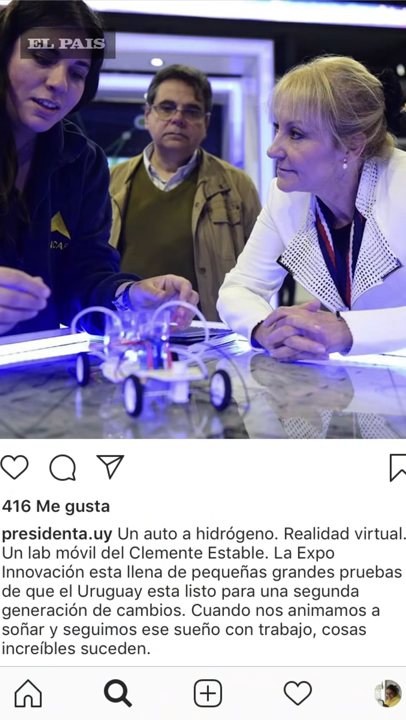 EL PAIS
416 Me gusta
presidenta.uy Un auto a hidrógeno. Realidad virtual.
Un lab móvil del Clemente Estable. La Expo
Innovación esta llena de pequeñas grandes pruebas
de que el Uruguay esta listo para una segunda
generación de cambios. Cuando nos animamos a
soñar y seguimos ese sueño con trabajo, cosas
increíbles suceden.